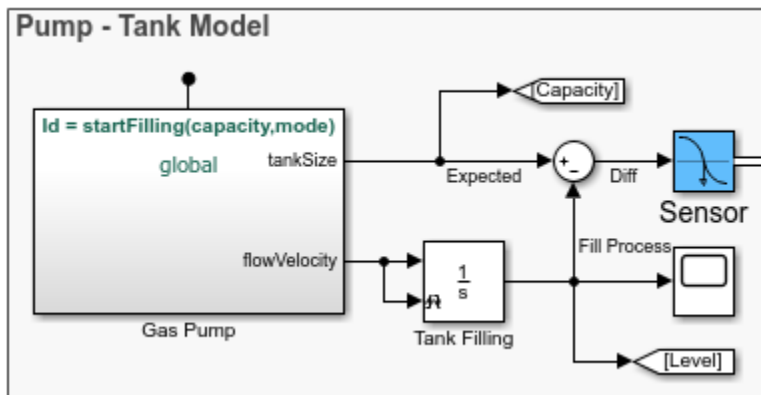 Pump - Tank Model
Id = startFilling(capacity,mode)
global
tankSize
[Capacity]
Expected
+
-
Diff
Sensor
flowVelocity
1
s
Fill Process
Gas Pump
Tank Filling
[Level]